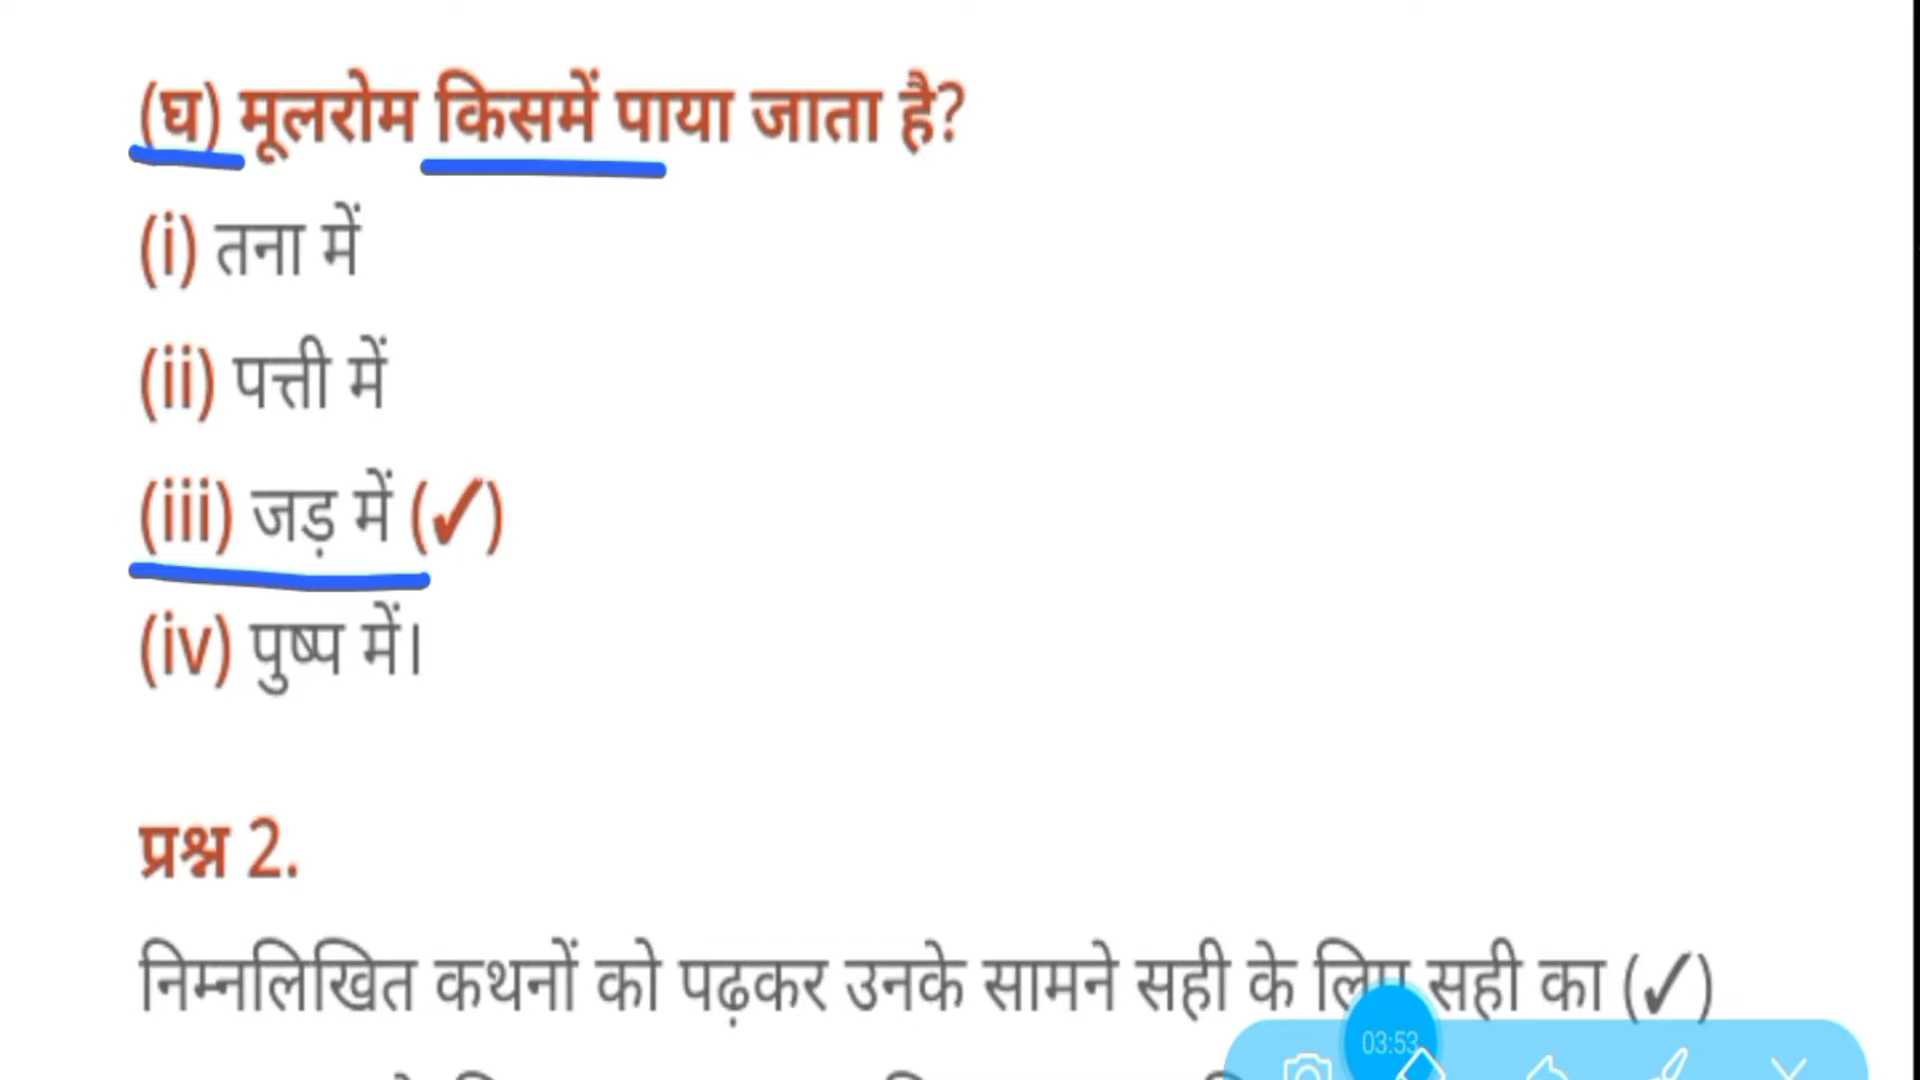 (घ) मूलरोम किसमें पाया जाता है?
(i) तना में
(ii) पत्ती में
(iii) जड़ में (✓)
(iv) पुष्प में।
प्रश्न 2.
निम्नलिखित कथनों को पढ़कर उनके सामने सही के लिए सही का (✓)
03:53